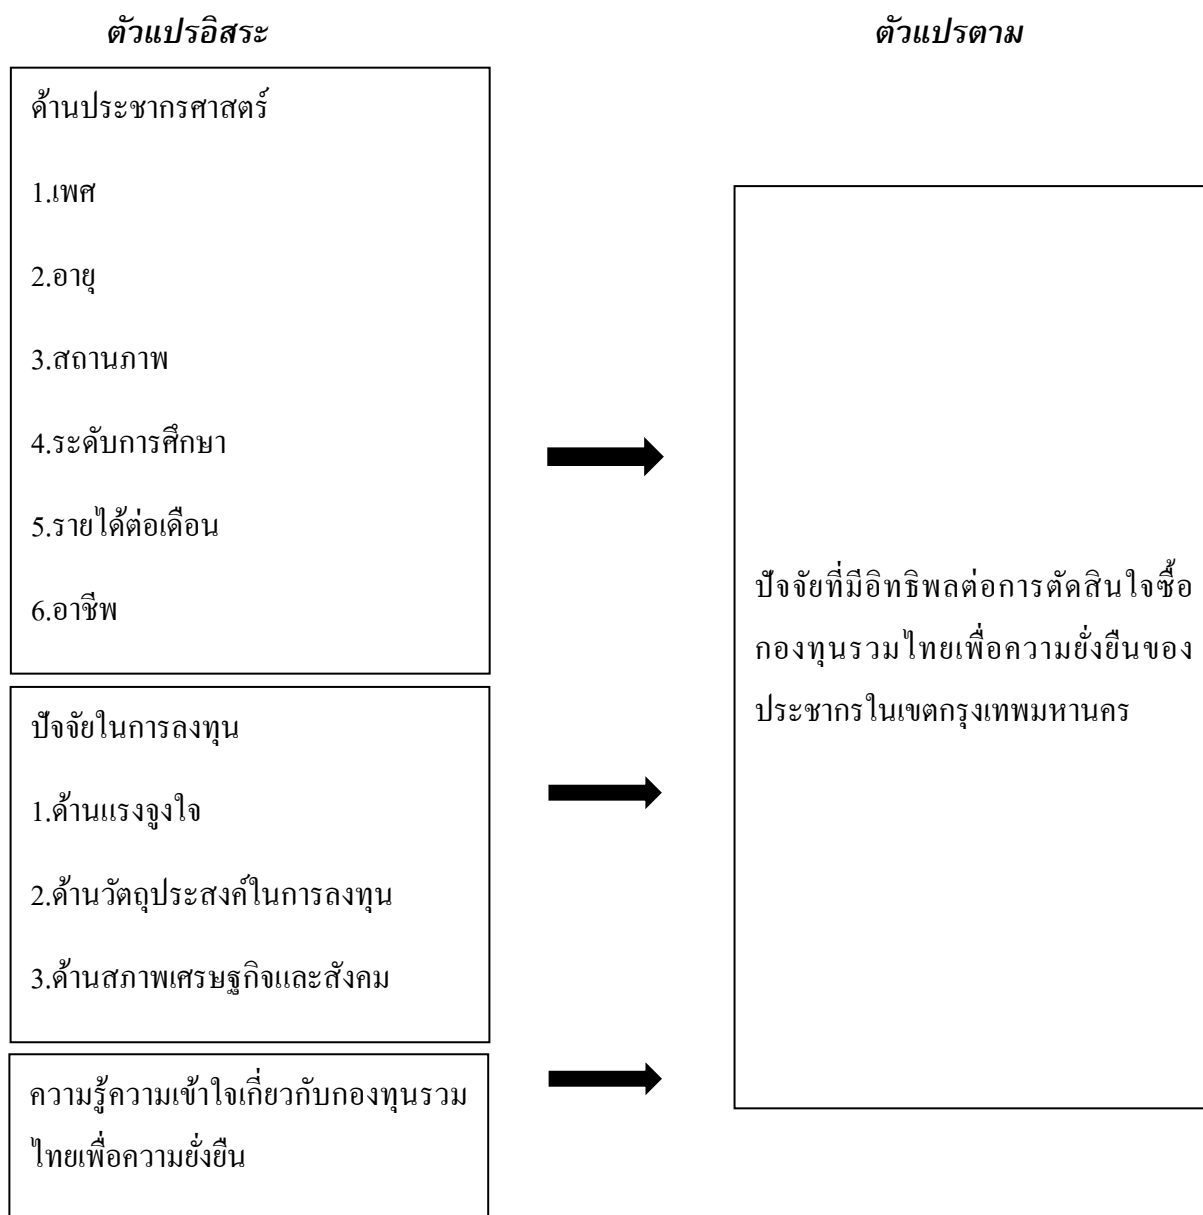 ตัวแปรอิสระ
ตัวแปรตาม
ด้านประชากรศาสตร์
1.เพศ
2.อายุ
3.สถานภาพ
4.ระดับการศึกษา
5.รายได้ต่อเดือน
6.อาชีพ
ปัจจัยในการลงทุน
1.ด้านแรงจูงใจ
2.ด้านวัตถุประสงค์ในการลงทุน
3.ด้านสภาพเศรษฐกิจและสังคม
ความรู้ความเข้าใจเกี่ยวกับกองทุนรวม
ไทยเพื่อความยั่งยืน
ปัจจัยที่มีอิทธิพลต่อการตัดสินใจซื้อ
กองทุนรวมไทยเพื่อความยั่งยืนของ
ประชากรในเขตกรุงเทพมหานคร